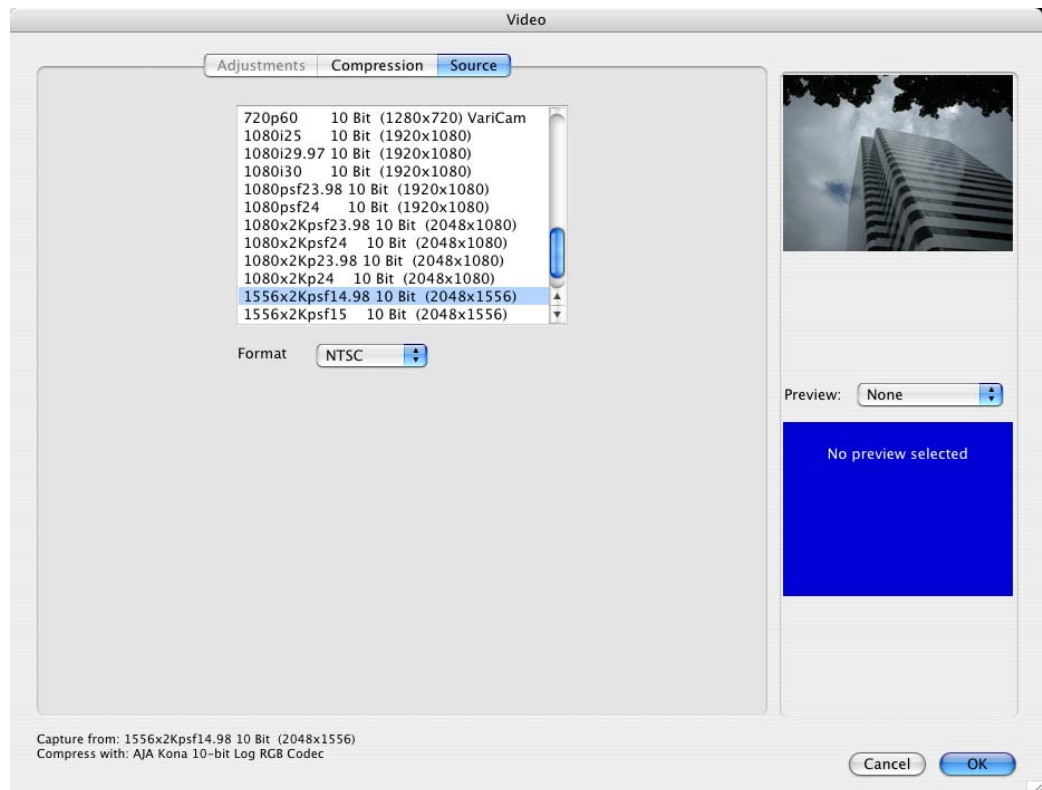 Video
Adjustments Compression Source
720p60 10 Bit (1280x720) VariCam
1080i25 10 Bit (1920x1080)
1080i29.97 10 Bit (1920x1080)
1080i30 10 Bit (1920x1080)
1080psf23.98 10 Bit (1920x1080)
1080psf24 10 Bit (1920x1080)
1080x2Kpsf23.98 10 Bit (2048x1080)
1080x2Kpsf24 10 Bit (2048x1080)
1080x2Kp23.98 10 Bit (2048x1080)
1080x2Kp24 10 Bit (2048x1080)
1556x2Kpsf14.98 10 Bit (2048x1556)
1556x2Kpsf15 10 Bit (2048x1556)
Format NTSC
Preview: None
No preview selected
Capture from: 1556x2Kpsf14.98 10 Bit (2048x1556)
Compress with: AJA Kona 10-bit Log RGB Codec
Cancel OK